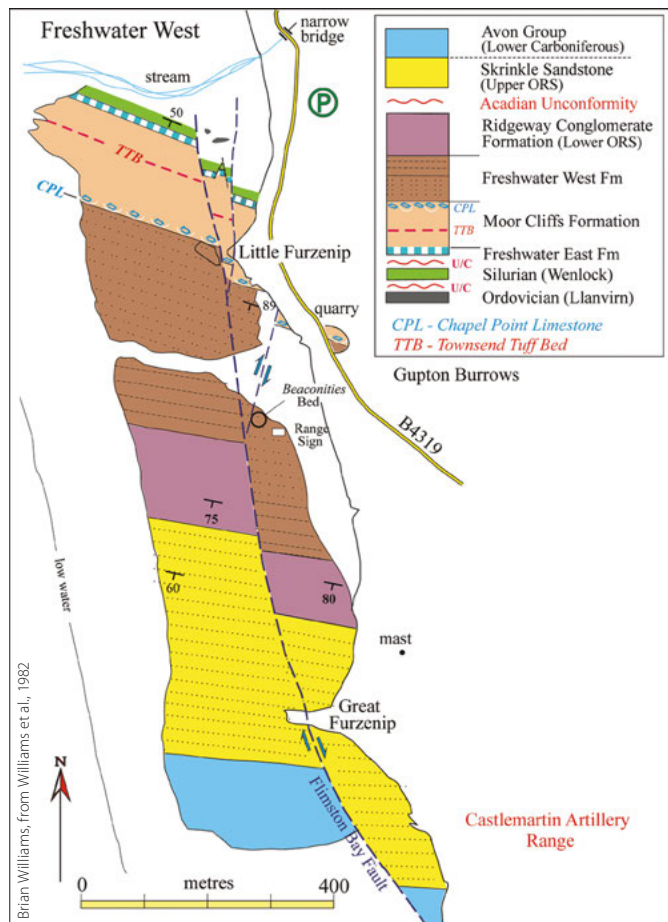 Freshwater West
narrow
bridge
stream
P
50
TTB
CPL
Little Furzenip
89
quarry
Beaconities
Bed
Range
Sign
Gupton Burrows
B4319
75
60
80
low water
mast
Great
Furzenip
Flimston Bay Fault
Castlemartin Artillery
Range
N
0 metres 400
Brian Williams, from Williams et al., 1982
Avon Group
(Lower Carboniferous)
Skrinkle Sandstone
(Upper ORS)
Acadian Unconformity
Ridgeway Conglomerate
Formation (Lower ORS)
Freshwater West Fm
CPL
Moor Cliffs Formation
TTB
Freshwater East Fm
U/C
Silurian (Wenlock)
U/C
Ordovician (Llanvirn)
CPL - Chapel Point Limestone
TTB - Townsend Tuff Bed